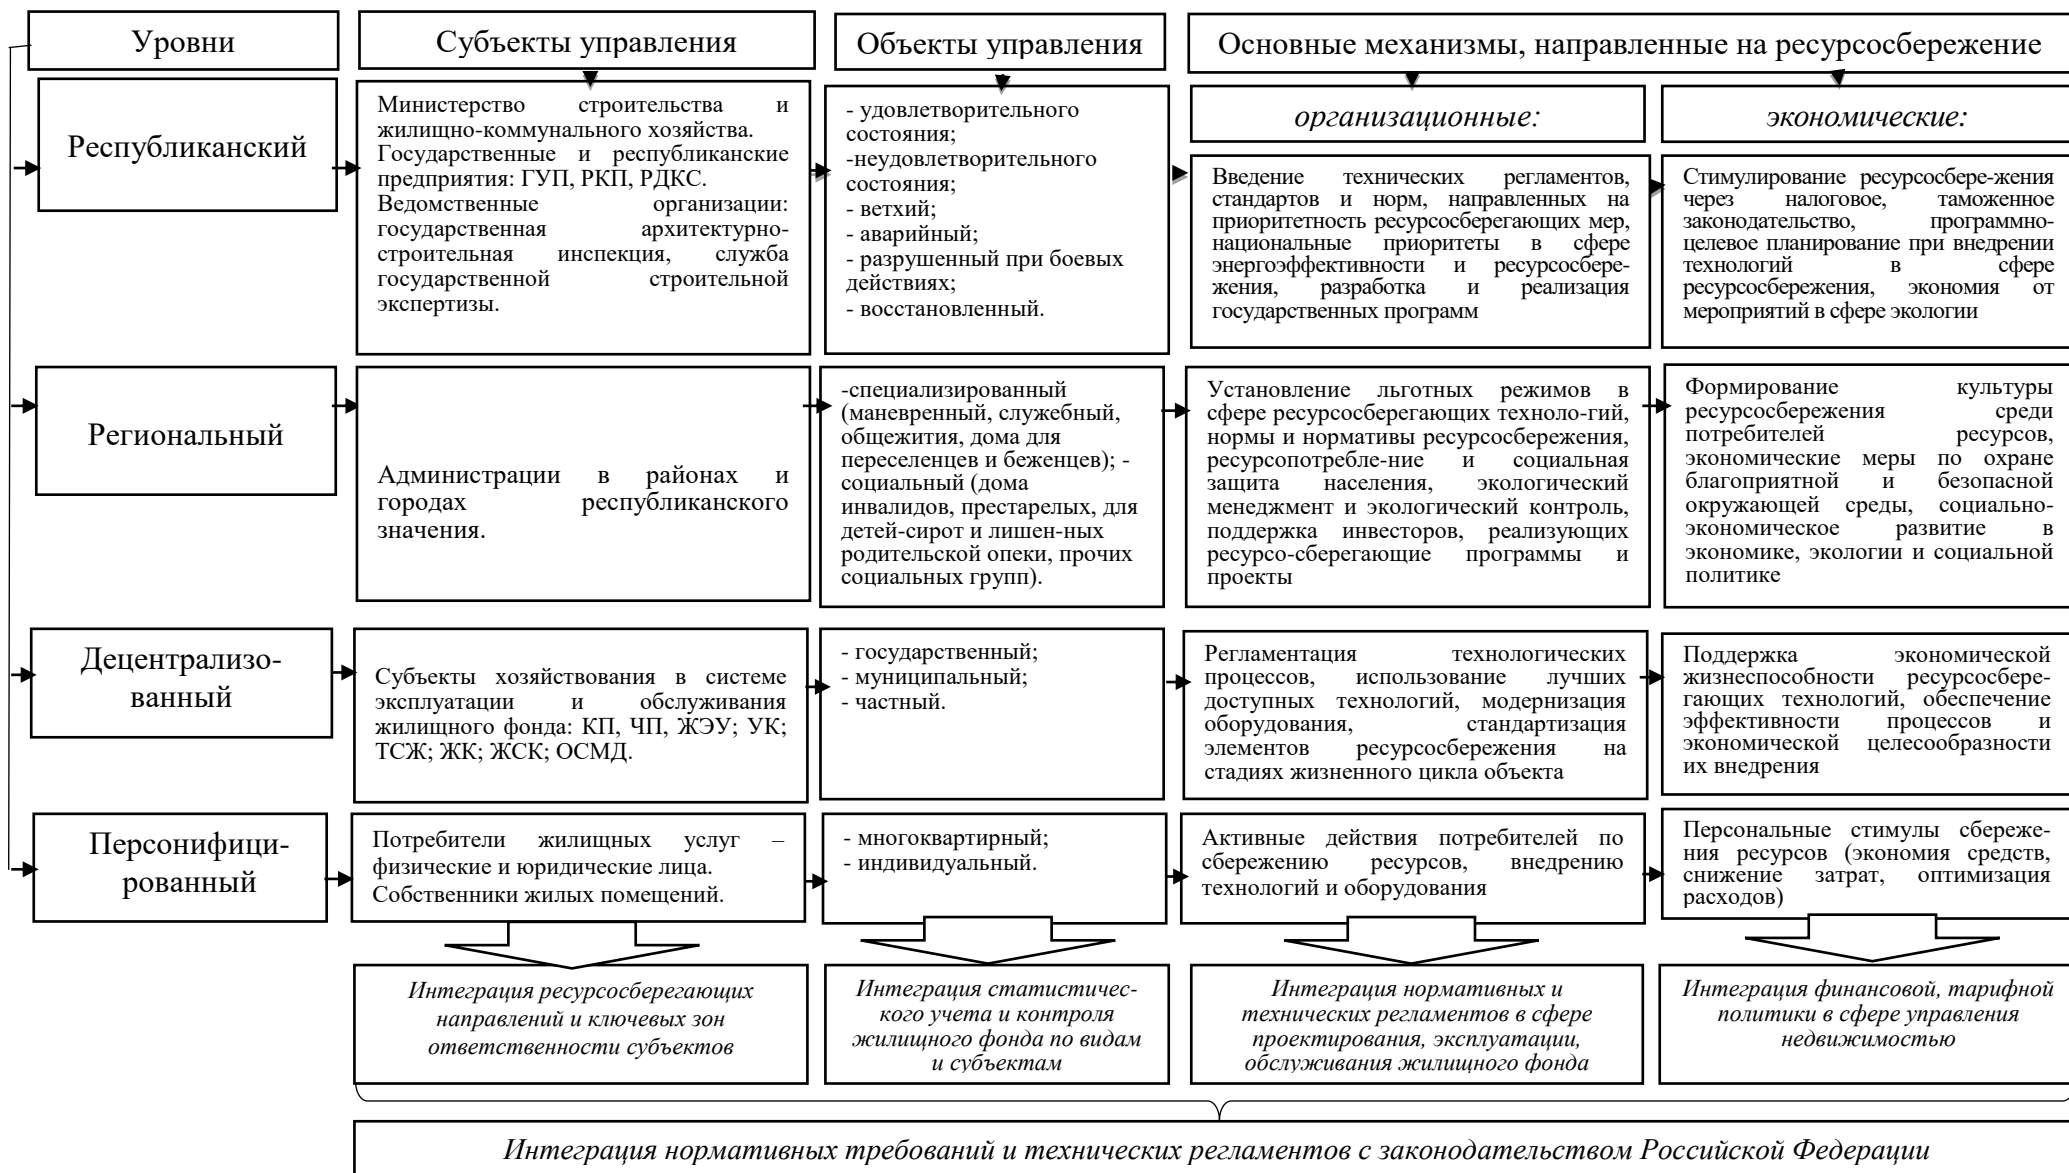 Уровни
Субъекты управления
Объекты управления
Основные механизмы, направленные на ресурсосбережение
организационные:
экономические:
Республиканский
Министерство строительства и
жилищно-коммунального хозяйства.
Государственные и республиканские
предприятия: ГУП, РКП, РДКС.
Ведомственные организации:
государственная архитектурно-
строительная инспекция, служба
государственной строительной
экспертизы.
- удовлетворительного
состояния;
-неудовлетворительного
состояния;
- ветхий;
- аварийный;
- разрушенный при боевых
действиях;
- восстановленный.
Введение технических регламентов,
стандартов и норм, направленных на
приоритетность ресурсосберегающих мер,
национальные приоритеты в сфере
энергоэффективности и ресурсосбере-
жения, разработка и реализация
государственных программ
Стимулирование ресурсосбере-жения
через налоговое, таможенное
законодательство, программно-
целевое планирование при внедрении
технологий в сфере
ресурсосбережения, экономия от
мероприятий в сфере экологии
Региональный
Администрации в районах и
городах республиканского
значения.
-специализированный
(маневренный, служебный,
общежития, дома для
переселенцев и беженцев); -
социальный (дома
инвалидов, престарелых, для
детей-сирот и лишен-ных
родительской опеки, прочих
социальных групп).
Установление льготных режимов в
сфере ресурсосберегающих техноло-гий,
нормы и нормативы ресурсосбережения,
ресурсопотребле-ние и социальная
защита населения, экологический
менеджмент и экологический контроль,
поддержка инвесторов, реализующих
ресурсо-сберегающие программы и
проекты
Формирование культуры
ресурсосбережения среди
потребителей ресурсов,
экономические меры по охране
благоприятной и безопасной
окружающей среды, социально-
экономическое развитие в
экономике, экологии и социальной
политике
Децентрализо-
ванный
Субъекты хозяйствования в системе
эксплуатации и обслуживания
жилищного фонда: КП, ЧП, ЖЭУ; УК;
ТСЖ; ЖК; ЖСК; ОСМД.
- государственный;
- муниципальный;
- частный.
Регламентация технологических
процессов, использование лучших
доступных технологий, модернизация
оборудования, стандартизация
элементов ресурсосбережения на
стадиях жизненного цикла объекта
Поддержка экономической
жизнеспособности ресурсосбере-
гающих технологий, обеспечение
эффективности процессов и
экономической целесообразности
их внедрения
Персонифици-
рованный
Потребители жилищных услуг –
физические и юридические лица.
Собственники жилых помещений.
- многоквартирный;
- индивидуальный.
Активные действия потребителей по
сбережению ресурсов, внедрению
технологий и оборудования
Персональные стимулы сбереже-
ния ресурсов (экономия средств,
снижение затрат, оптимизация
расходов)
Интеграция ресурсосберегающих
направлений и ключевых зон
ответственности субъектов
Интеграция статистичес-
кого учета и контроля
жилищного фонда по видам
и субъектам
Интеграция нормативных и
технических регламентов в сфере
проектирования, эксплуатации,
обслуживания жилищного фонда
Интеграция финансовой, тарифной
политики в сфере управления
недвижимостью
Интеграция нормативных требований и технических регламентов с законодательством Российской Федерации